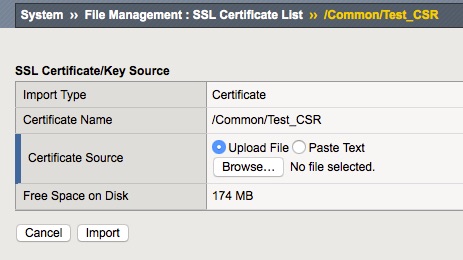 System ›› File Management : SSL Certificate List ›› /Common/Test_CSR
SSL Certificate/Key Source
Import Type Certificate
Certificate Name /Common/Test_CSR
Certificate Source Upload File Paste Text
Browse... No file selected.
Free Space on Disk 174 MB
Cancel Import